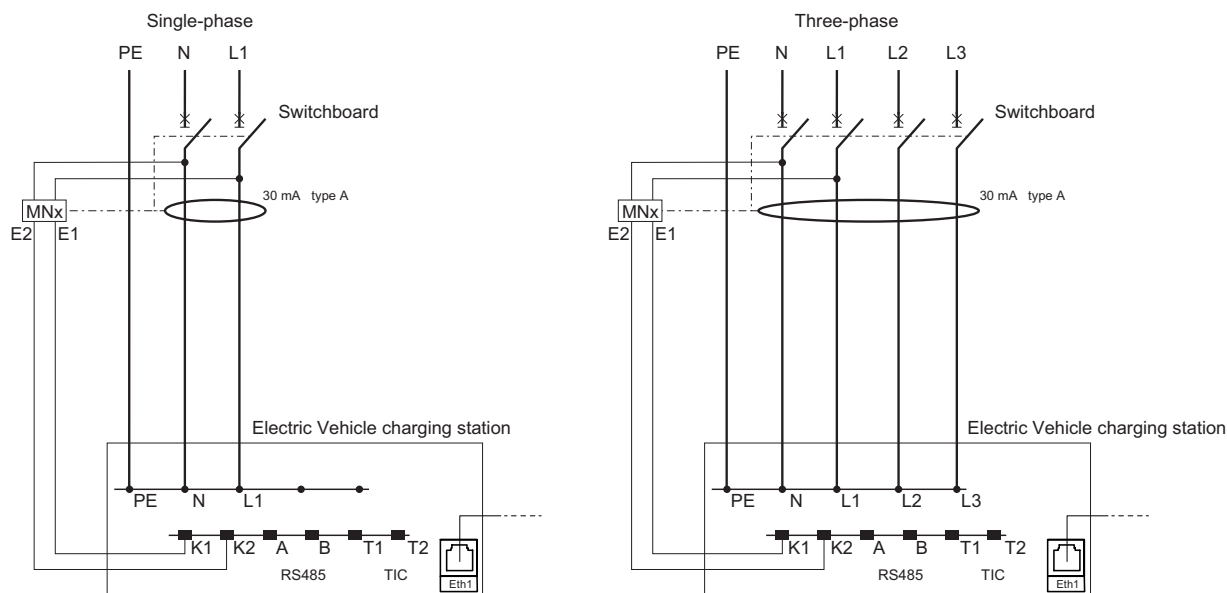 Single-phase
PE N L1
Switchboard
30 mA type A
MNx
E2 E1
Electric Vehicle charging station
PE N L1
K1 K2 A B T1 T2
RS485 TIC
Eth1
Three-phase
PE N L1 L2 L3
Switchboard
30 mA type A
MNx
E2 E1
Electric Vehicle charging station
PE N L1 L2 L3
K1 K2 A B T1 T2
RS485 TIC
Eth1